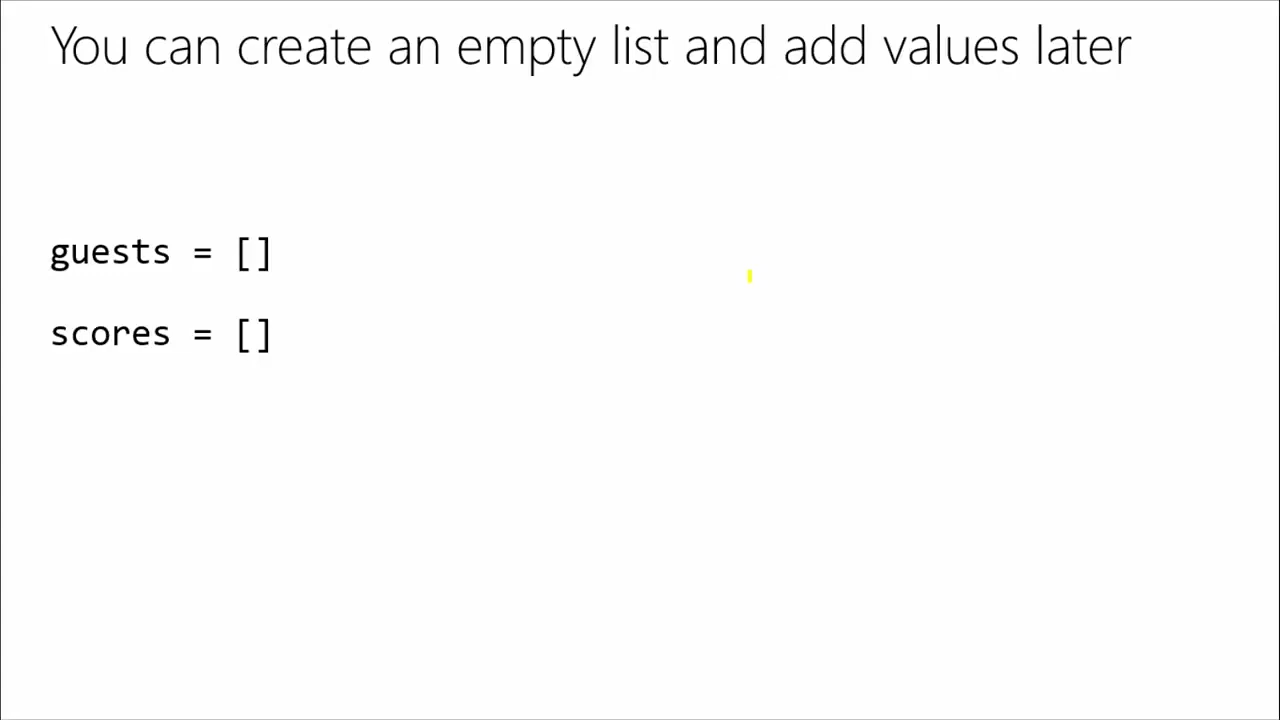 You can create an empty list and add values later
guests = []
scores = []